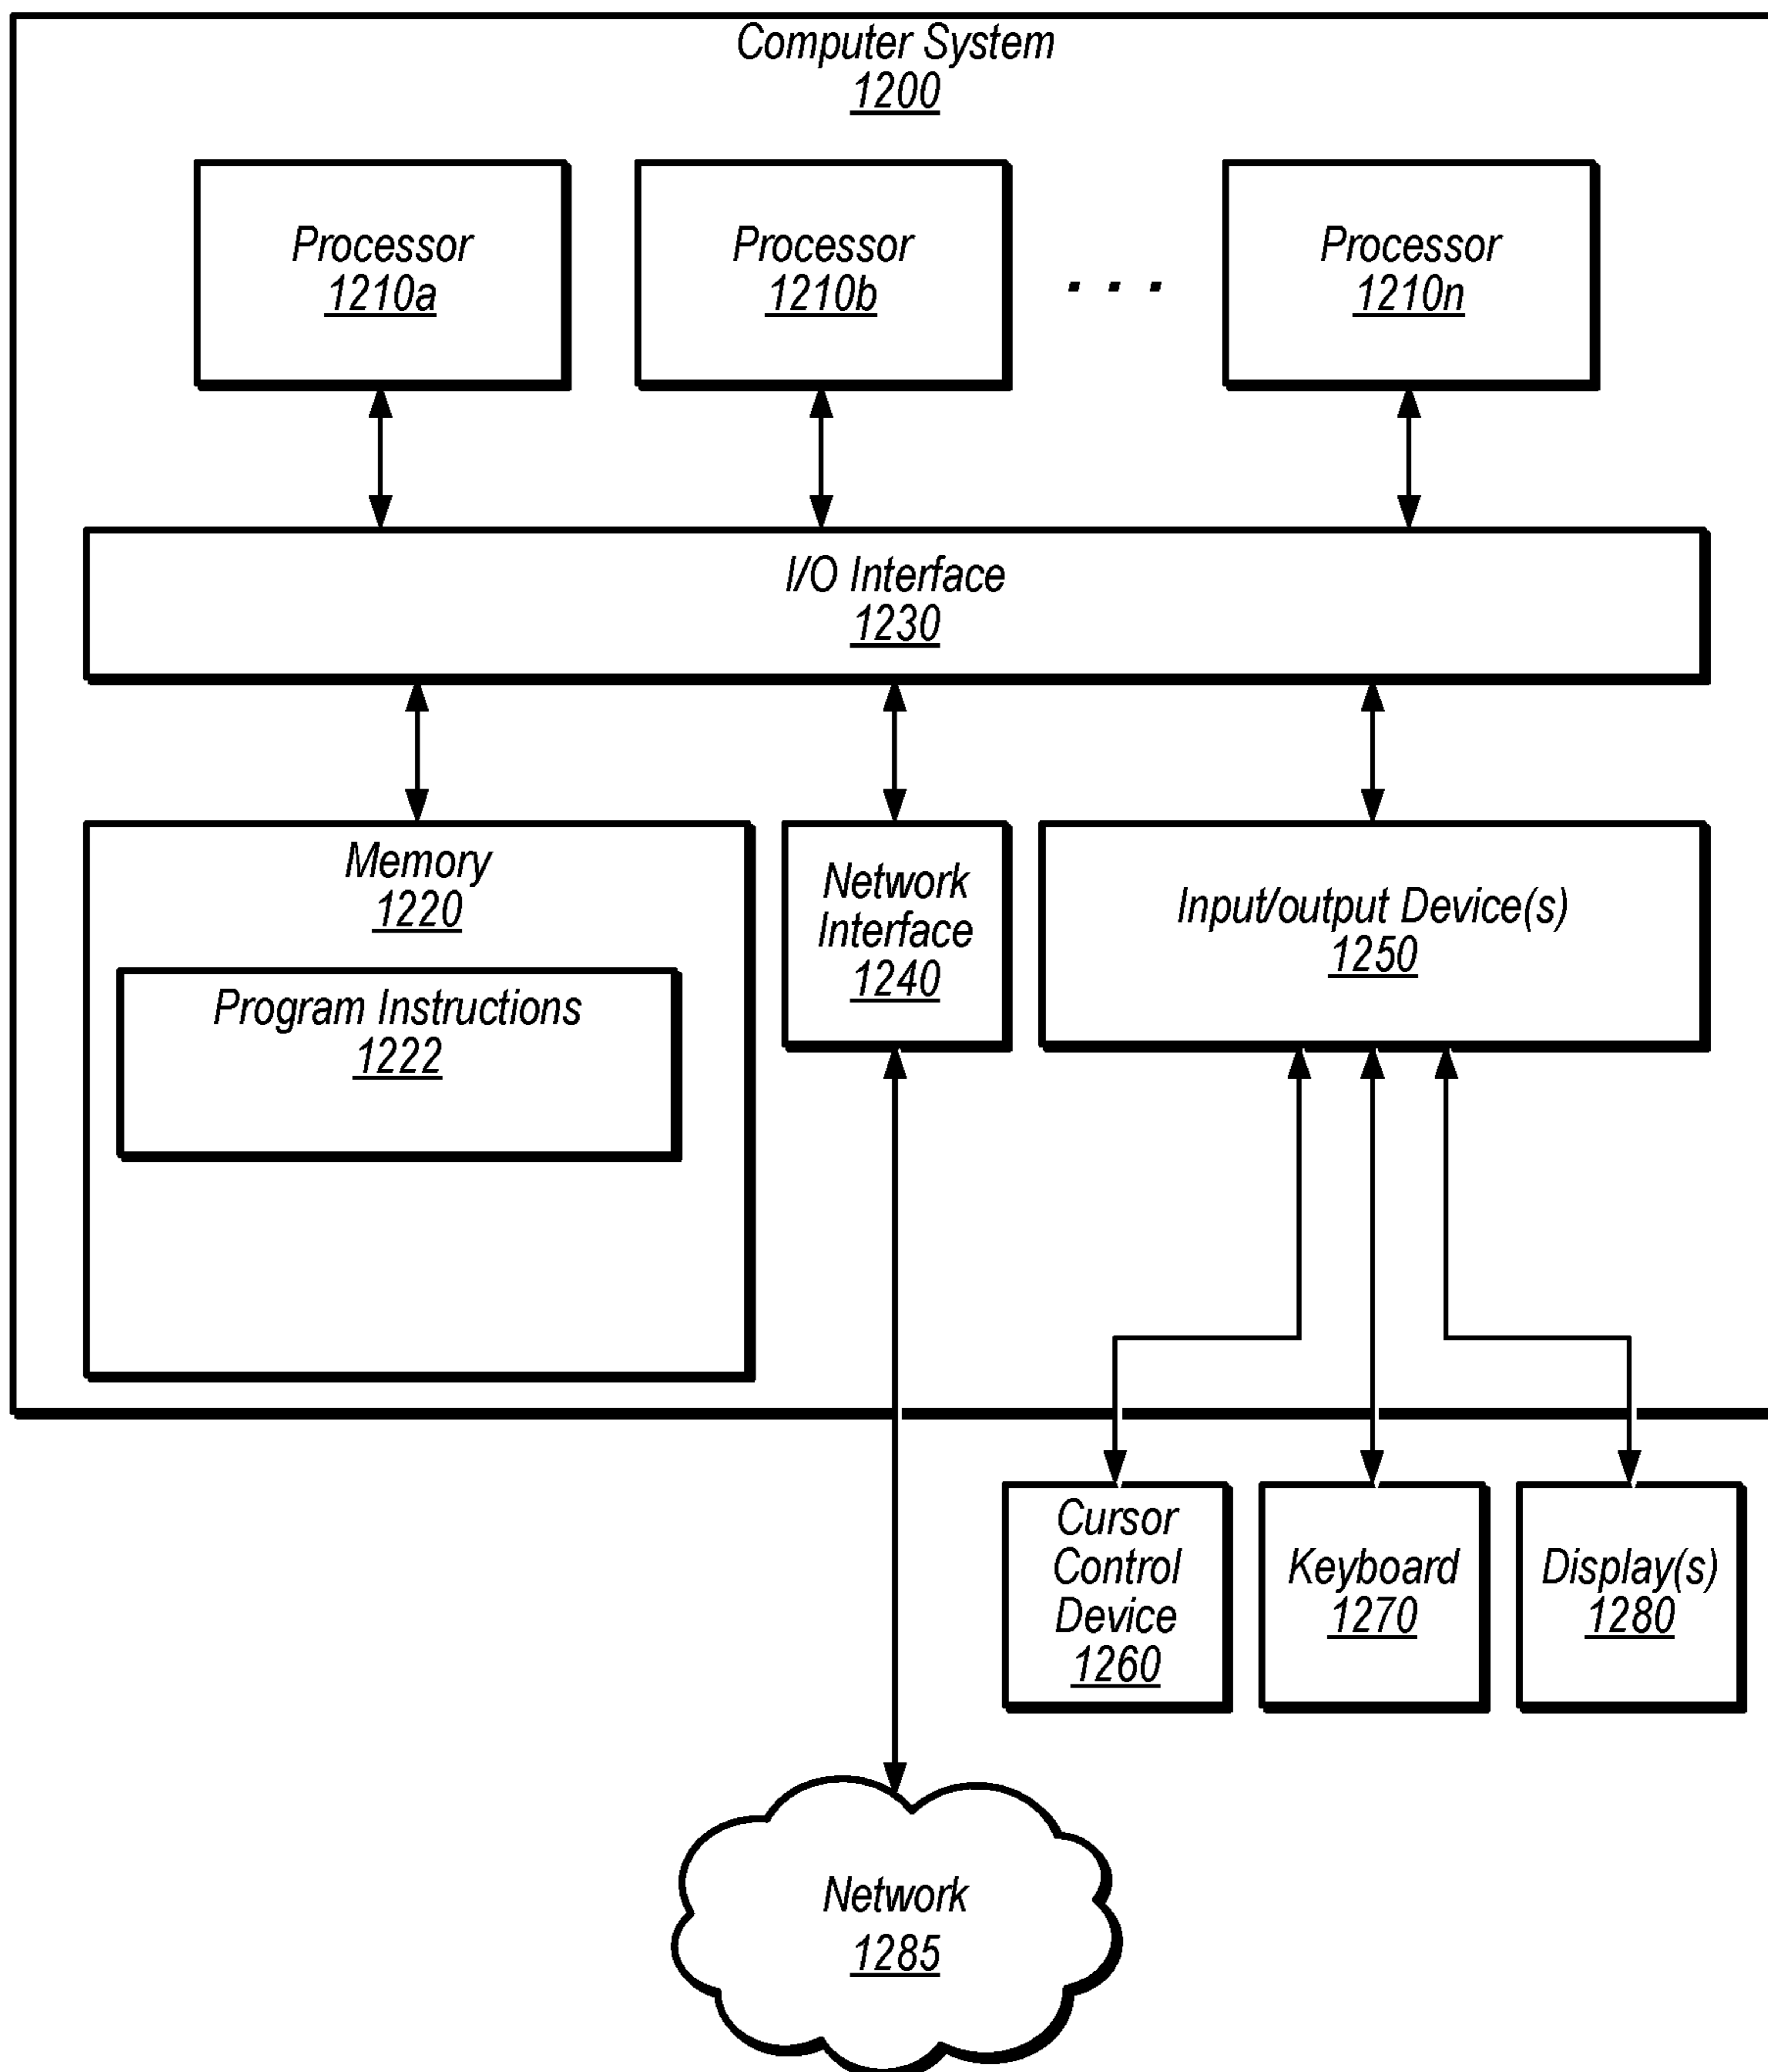 Computer System
1200
Processor
1210a
Processor
1210b
. . .
Processor
1210n
I/O Interface
1230
Memory
1220
Program Instructions
1222
Network
Interface
1240
Input/output Device(s)
1250
Cursor
Control
Device
1260
Keyboard
1270
Display(s)
1280
Network
1285